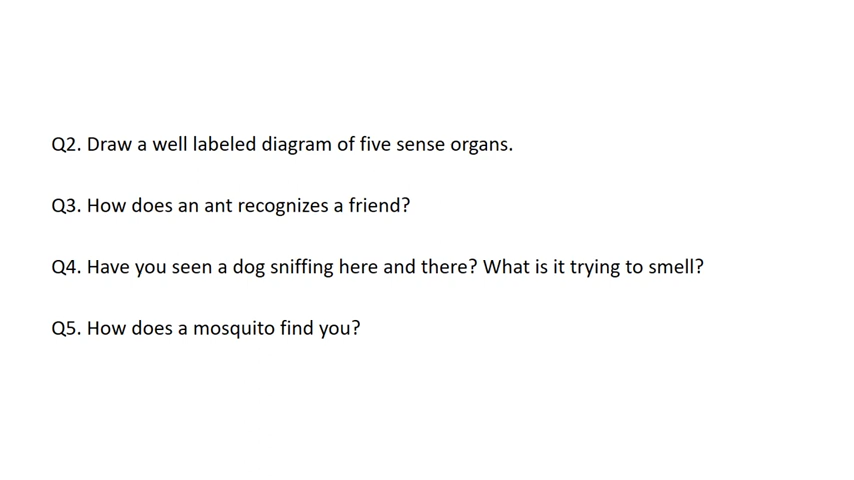 Q2. Draw a well labeled diagram of five sense organs.
Q3. How does an ant recognizes a friend?
Q4. Have you seen a dog sniffing here and there? What is it trying to smell?
Q5. How does a mosquito find you?